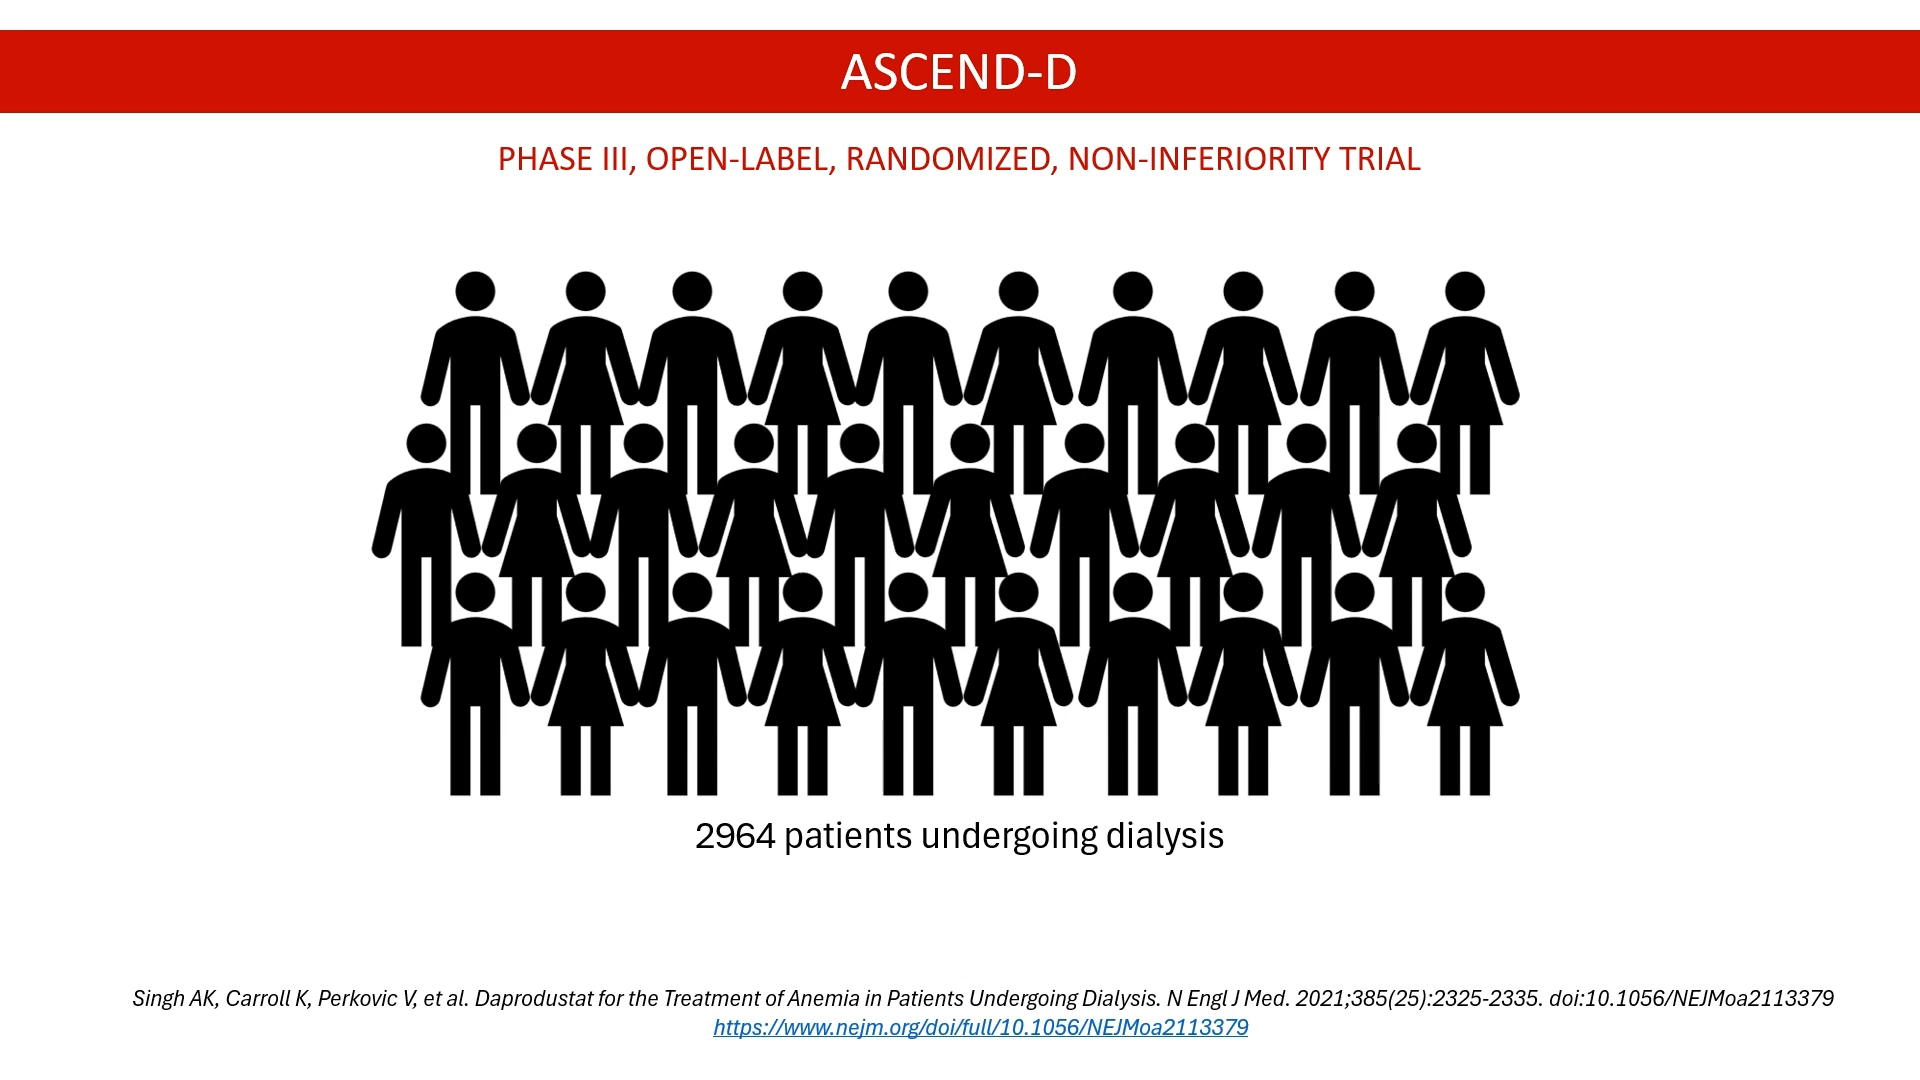 ASCEND-D
PHASE III, OPEN-LABEL, RANDOMIZED, NON-INFERIORITY TRIAL
2964 patients undergoing dialysis
Singh AK, Carroll K, Perkovic V, et al. Daprodustat for the Treatment of Anemia in Patients Undergoing Dialysis. N Engl J Med. 2021;385(25):2325-2335. doi:10.1056/NEJMoa2113379
https://www.nejm.org/doi/full/10.1056/NEJMoa2113379